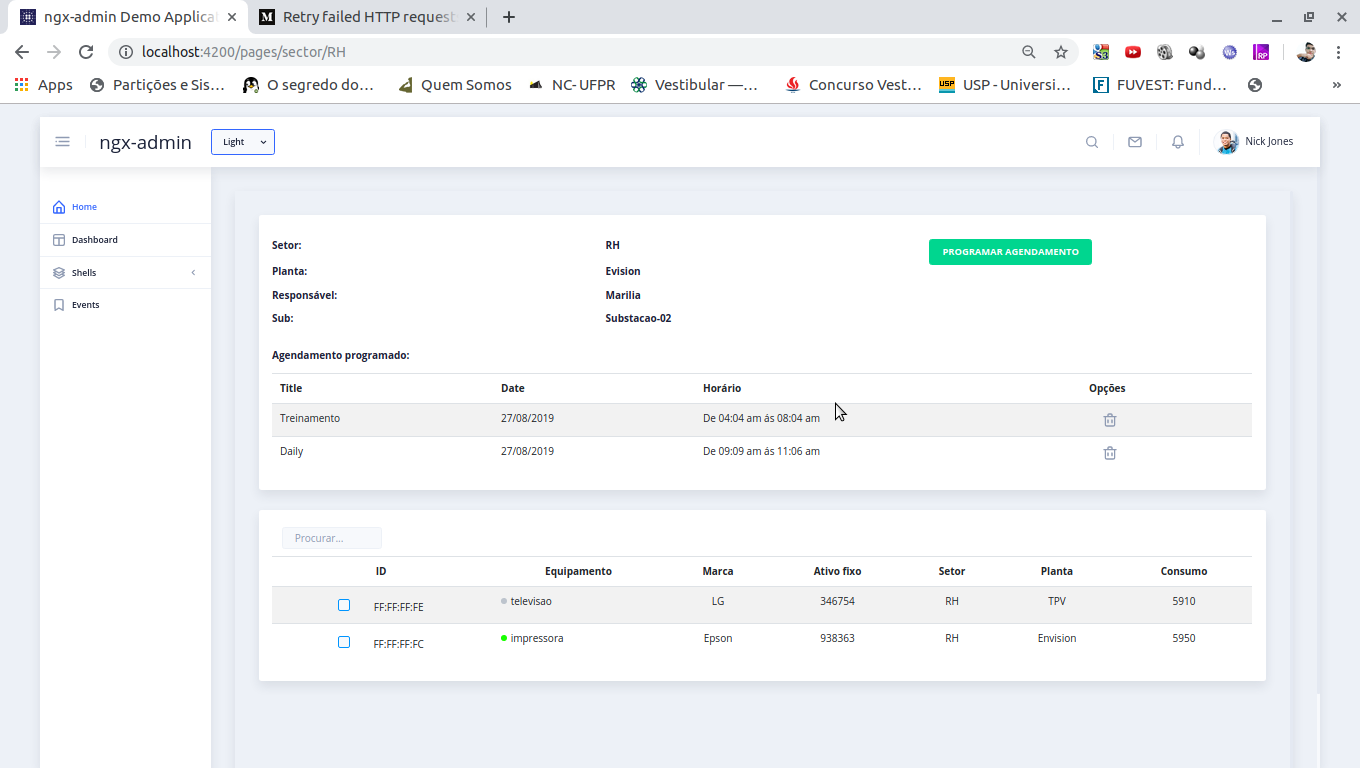 ngx-admin Demo Applica
Retry failed HTTP request
localhost:4200/pages/sector/RH
Apps Partições e Sis... O segredo do... Quem Somos NC-UFPR Vestibular —... Concurso Vest... USP - Universi... FUVEST: Fund... »
ngx-admin Light Nick Jones
Home
Dashboard
Shells
Events
Setor: RH PROGRAMAR AGENDAMENTO
Planta: Evision
Responsável: Marilia
Sub: Substacao-02
Agendamento programado:
Title Date Horário Opções
Treinamento 27/08/2019 De 04:04 am ás 08:04 am
Daily 27/08/2019 De 09:09 am ás 11:06 am
Procurar...
ID Equipamento Marca Ativo fixo Setor Planta Consumo
FF:FF:FF:FE televisao LG 346754 RH TPV 5910
FF:FF:FF:FC impressora Epson 938363 RH Envision 5950